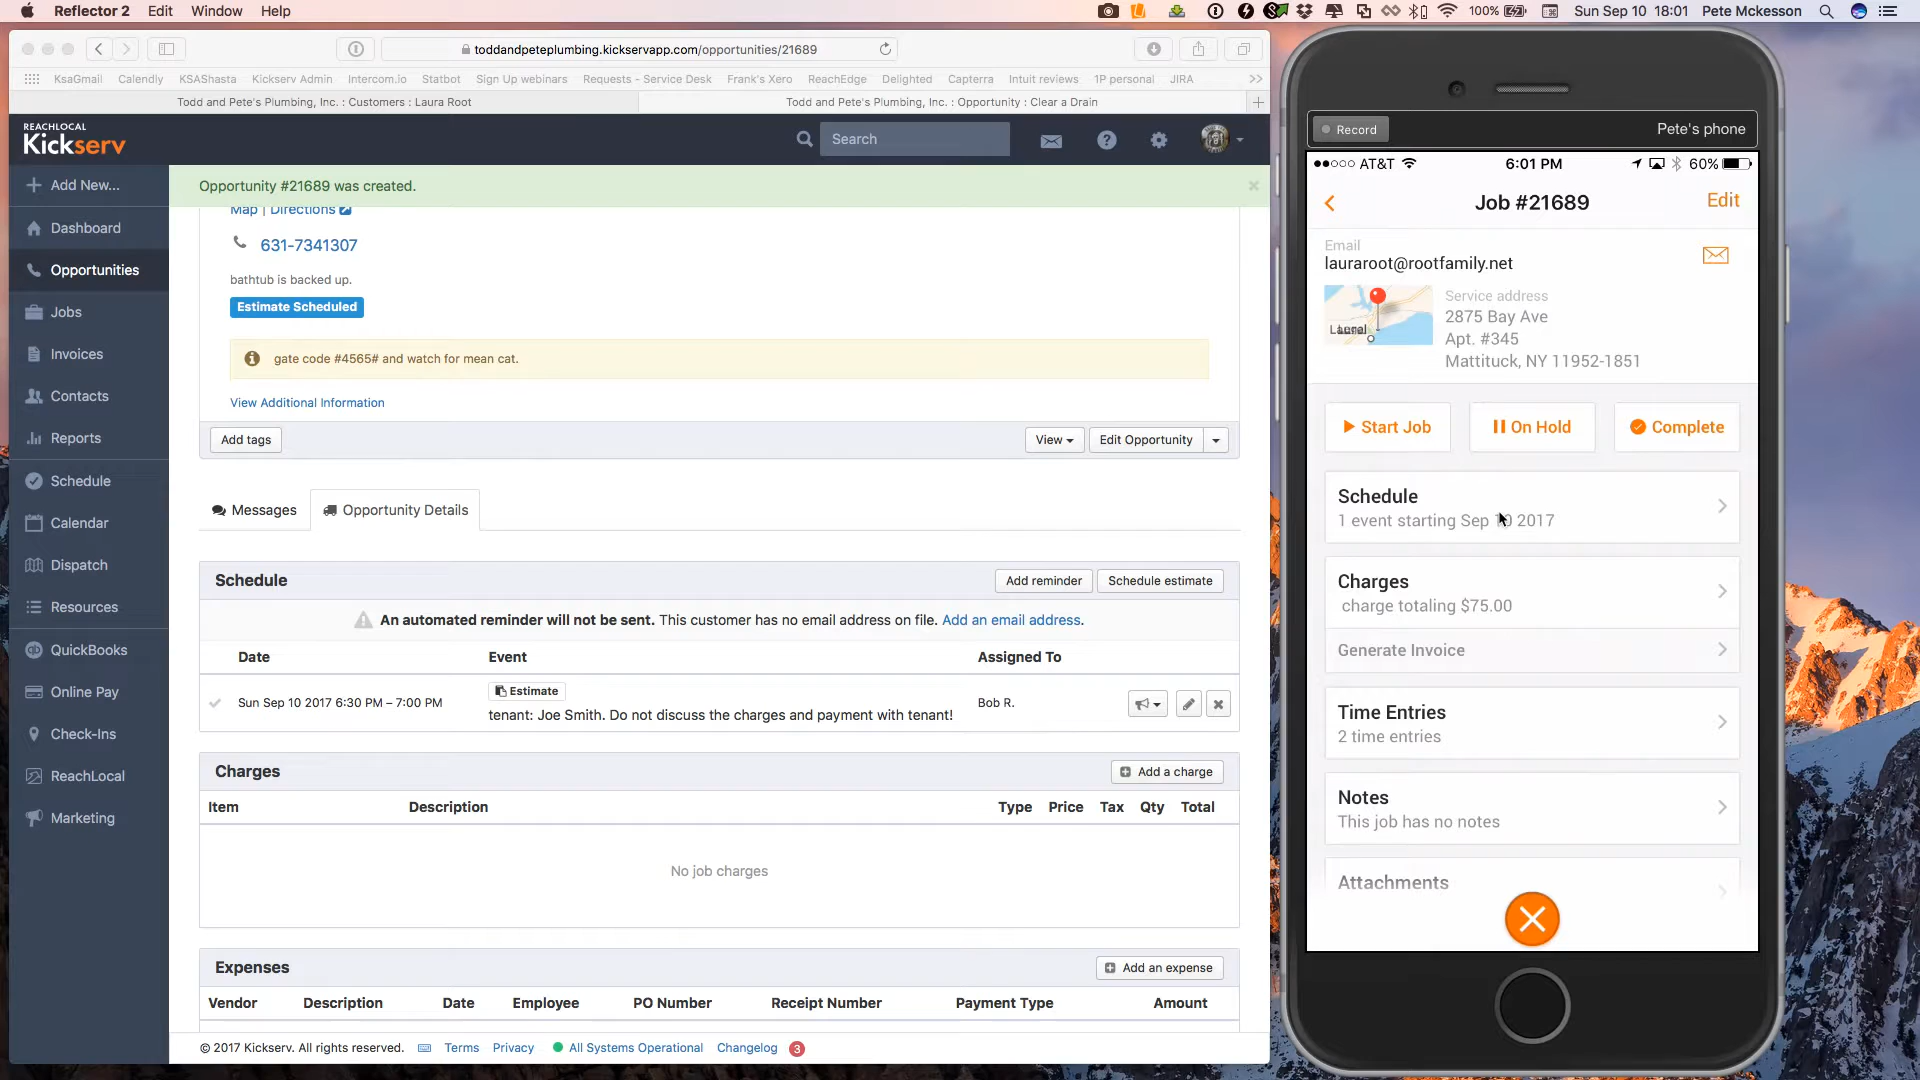 Reflector 2 Edit Window Help
100% Sun Sep 10 18:01 Pete Mckesson
toddandpeteplumbing.kickservapp.com/opportunities/21689
KsaGmail Calendly KSAShasta Kickserv Admin Intercom.io Statbot Sign Up webinars Requests - Service Desk Frank's Xero ReachEdge Delighted Capterra Intuit reviews 1P personal JIRA >>
Todd and Pete's Plumbing, Inc. : Customers : Laura Root
Todd and Pete's Plumbing, Inc. : Opportunity : Clear a Drain
REACHLOCAL
Kickserv
Search
Add New...
Dashboard
Opportunities
Jobs
Invoices
Contacts
Reports
Schedule
Calendar
Dispatch
Resources
QuickBooks
Online Pay
Check-Ins
ReachLocal
Marketing
Opportunity #21689 was created.
Map | Directions
631-7341307
bathtub is backed up.
Estimate Scheduled
gate code #4565# and watch for mean cat.
View Additional Information
Add tags
View
Edit Opportunity
Messages
Opportunity Details
Schedule
Add reminder
Schedule estimate
An automated reminder will not be sent. This customer has no email address on file. Add an email address.
Date Event Assigned To
Estimate
Sun Sep 10 2017 6:30 PM – 7:00 PM
tenant: Joe Smith. Do not discuss the charges and payment with tenant!
Bob R.
Charges
Add a charge
Item Description Type Price Tax Qty Total
No job charges
Expenses
Add an expense
Vendor Description Date Employee PO Number Receipt Number Payment Type Amount
© 2017 Kickserv. All rights reserved. Terms Privacy All Systems Operational Changelog 3
Record
Pete's phone
AT&T 6:01 PM 60%
Job #21689
Edit
Email
lauraroot@rootfamily.net
Laurel
Service address
2875 Bay Ave
Apt. #345
Mattituck, NY 11952-1851
Start Job
On Hold
Complete
Schedule
1 event starting Sep 10 2017
Charges
charge totaling $75.00
Generate Invoice
Time Entries
2 time entries
Notes
This job has no notes
Attachments